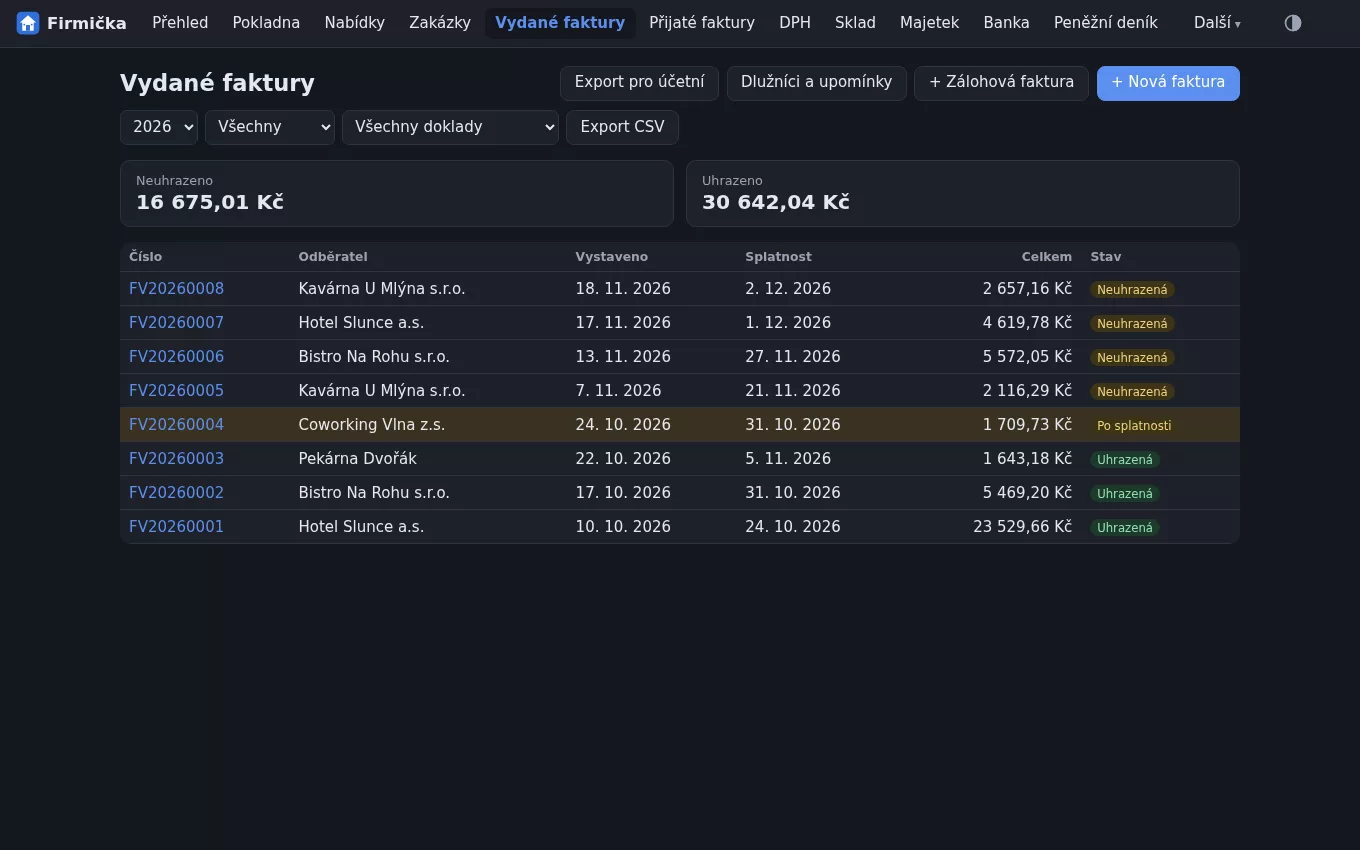 Firmička Přehled Pokladna Nabídky Zakázky Vydané faktury Přijaté faktury DPH Sklad Majetek Banka Peněžní deník Další ▾
Vydané faktury Export pro účetní Dlužníci a upomínky + Zálohová faktura + Nová faktura
2026 Všechny Všechny doklady Export CSV
Neuhrazeno Uhrazeno
16 675,01 Kč 30 642,04 Kč
Číslo Odběratel Vystaveno Splatnost Celkem Stav
FV20260008 Kavárna U Mlýna s.r.o. 18. 11. 2026 2. 12. 2026 2 657,16 Kč Neuhrazená
FV20260007 Hotel Slunce a.s. 17. 11. 2026 1. 12. 2026 4 619,78 Kč Neuhrazená
FV20260006 Bistro Na Rohu s.r.o. 13. 11. 2026 27. 11. 2026 5 572,05 Kč Neuhrazená
FV20260005 Kavárna U Mlýna s.r.o. 7. 11. 2026 21. 11. 2026 2 116,29 Kč Neuhrazená
FV20260004 Coworking Vlna z.s. 24. 10. 2026 31. 10. 2026 1 709,73 Kč Po splatnosti
FV20260003 Pekárna Dvořák 22. 10. 2026 5. 11. 2026 1 643,18 Kč Uhrazená
FV20260002 Bistro Na Rohu s.r.o. 17. 10. 2026 31. 10. 2026 5 469,20 Kč Uhrazená
FV20260001 Hotel Slunce a.s. 10. 10. 2026 24. 10. 2026 23 529,66 Kč Uhrazená